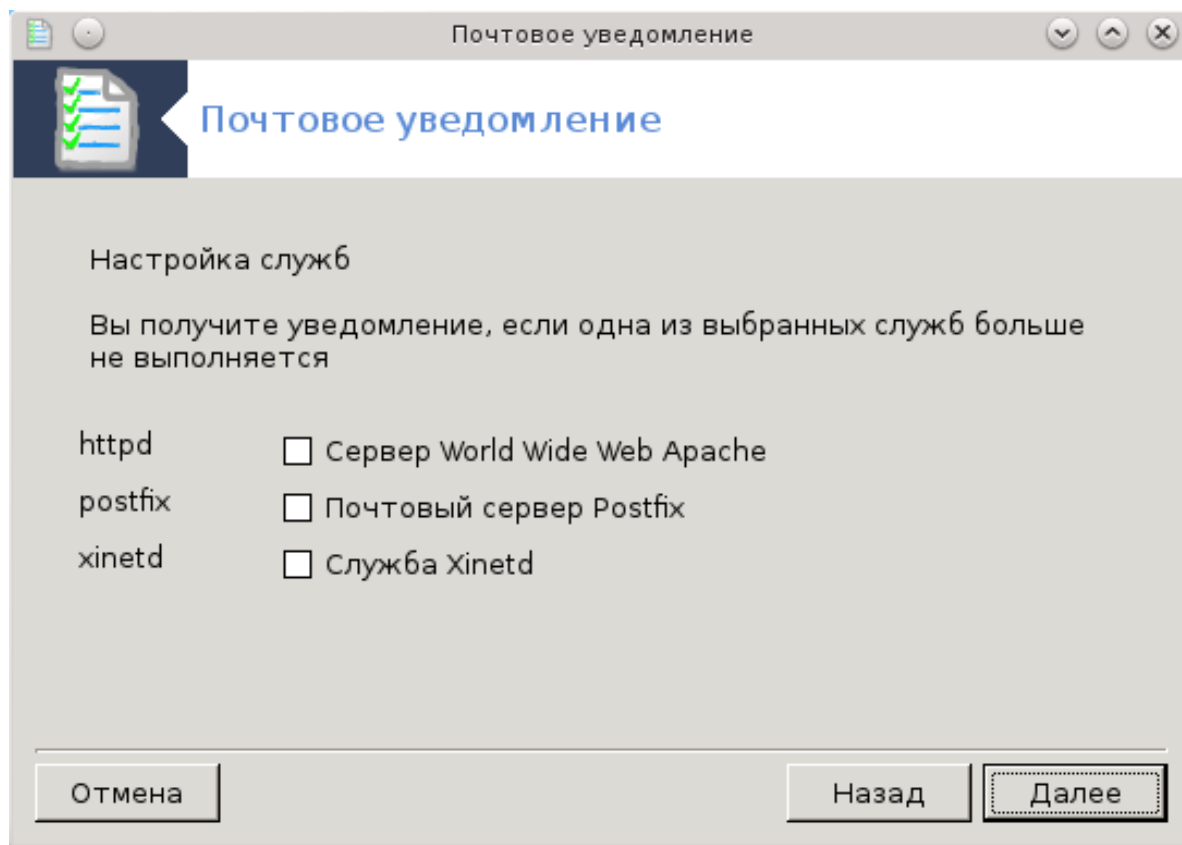 Почтовое уведомление
Почтовое уведомление
Настройка служб
Вы получите уведомление, если одна из выбранных служб больше
не выполняется
httpd Сервер World Wide Web Apache
postfix Почтовый сервер Postfix
xinetd Служба Xinetd
Отмена Назад Далее